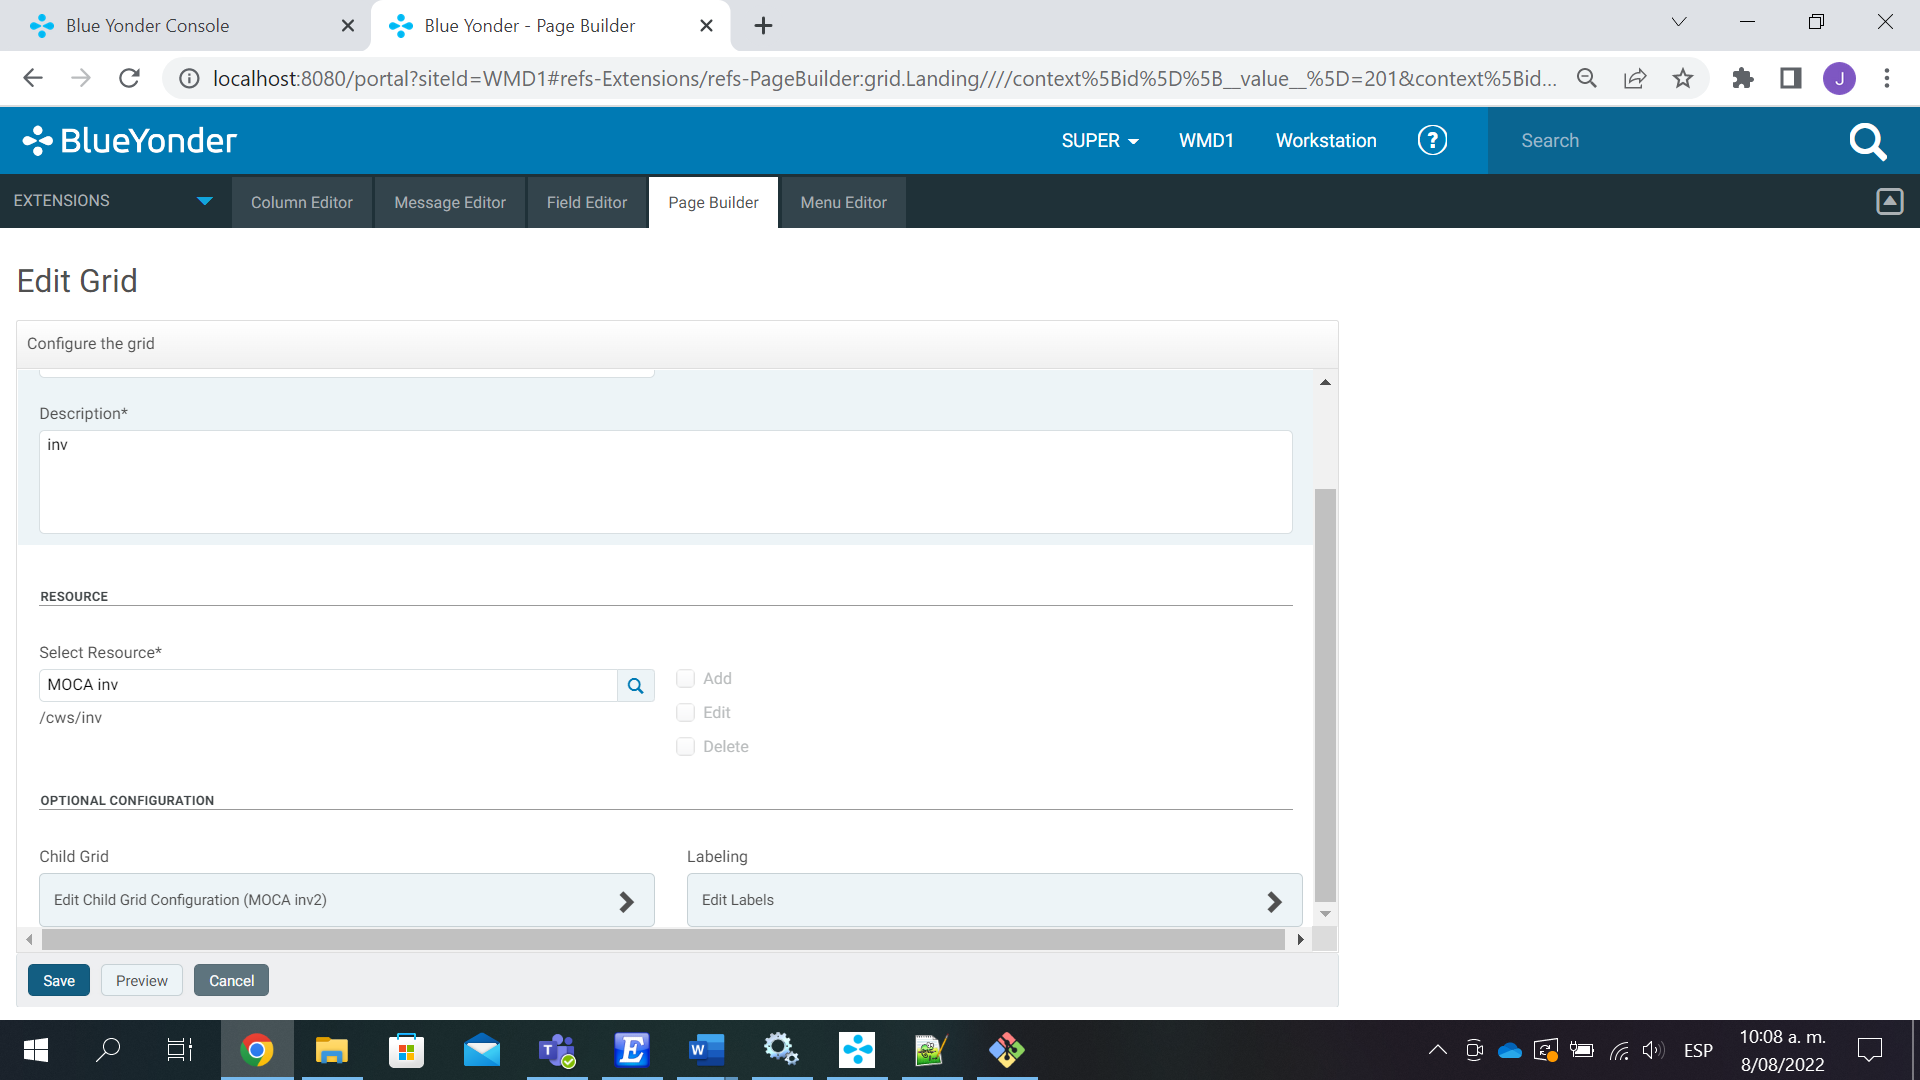 Blue Yonder Console
Blue Yonder - Page Builder
localhost:8080/portal?siteId=WMD1#refs-Extensions/refs-PageBuilder:grid.Landing////context%5Bid%5D%5B__value__%5D=201&context%5Bid...
J
BlueYonder
SUPER
WMD1
Workstation
?
Search
EXTENSIONS
Column Editor
Message Editor
Field Editor
Page Builder
Menu Editor
Edit Grid
Configure the grid
Description*
inv
RESOURCE
Select Resource*
MOCA inv
Add
/cws/inv
Edit
Delete
OPTIONAL CONFIGURATION
Child Grid
Labeling
Edit Child Grid Configuration (MOCA inv2)
Edit Labels
Save
Preview
Cancel
T
E
W
ESP
10:08 a. m.
8/08/2022